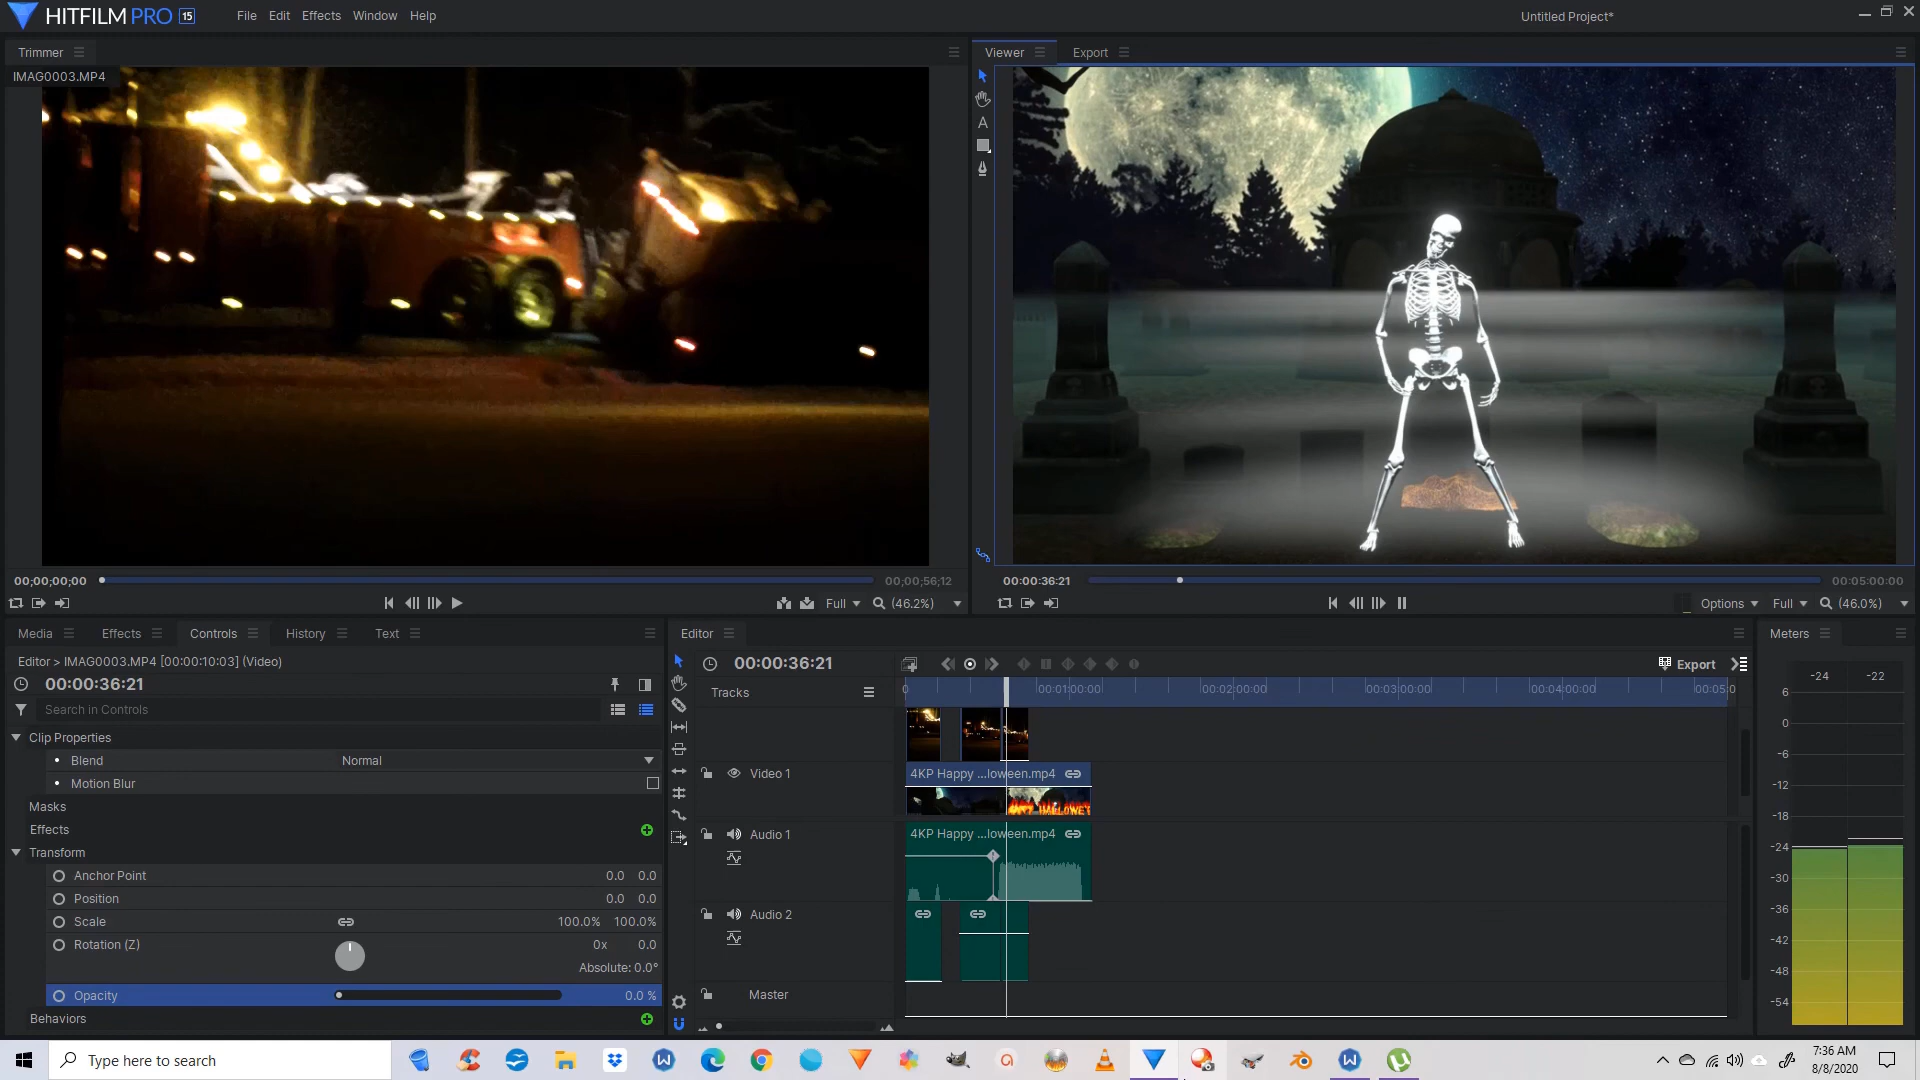 HITFILM PRO 15
File Edit Effects Window Help
Untitled Project*
Trimmer
Viewer
Export
IMAG0003.MP4
00;00;00;00
00;00;56;12
Full
(46.2%)
00:00:36:21
00:05:00:00
Options
Full
(46.0%)
Media
Effects
Controls
History
Text
Editor > IMAG0003.MP4 [00:00:10:03] (Video)
00:00:36:21
Search in Controls
Clip Properties
Blend
Normal
Motion Blur
Masks
Effects
Transform
Anchor Point
0.0 0.0
Position
0.0 0.0
Scale
100.0% 100.0%
Rotation (Z)
0x 0.0
Absolute: 0.0°
Opacity
0.0 %
Behaviors
Editor
00:00:36:21
Export
Tracks
0
00:01:00:00
00:02:00:00
00:03:00:00
00:04:00:00
00:05:0
Video 1
4KP Happy ...loween.mp4
Audio 1
4KP Happy ...loween.mp4
Audio 2
Master
Meters
-24
-22
6
0
-6
-12
-18
-24
-30
-36
-42
-48
-54
Type here to search
7:36 AM
8/8/2020